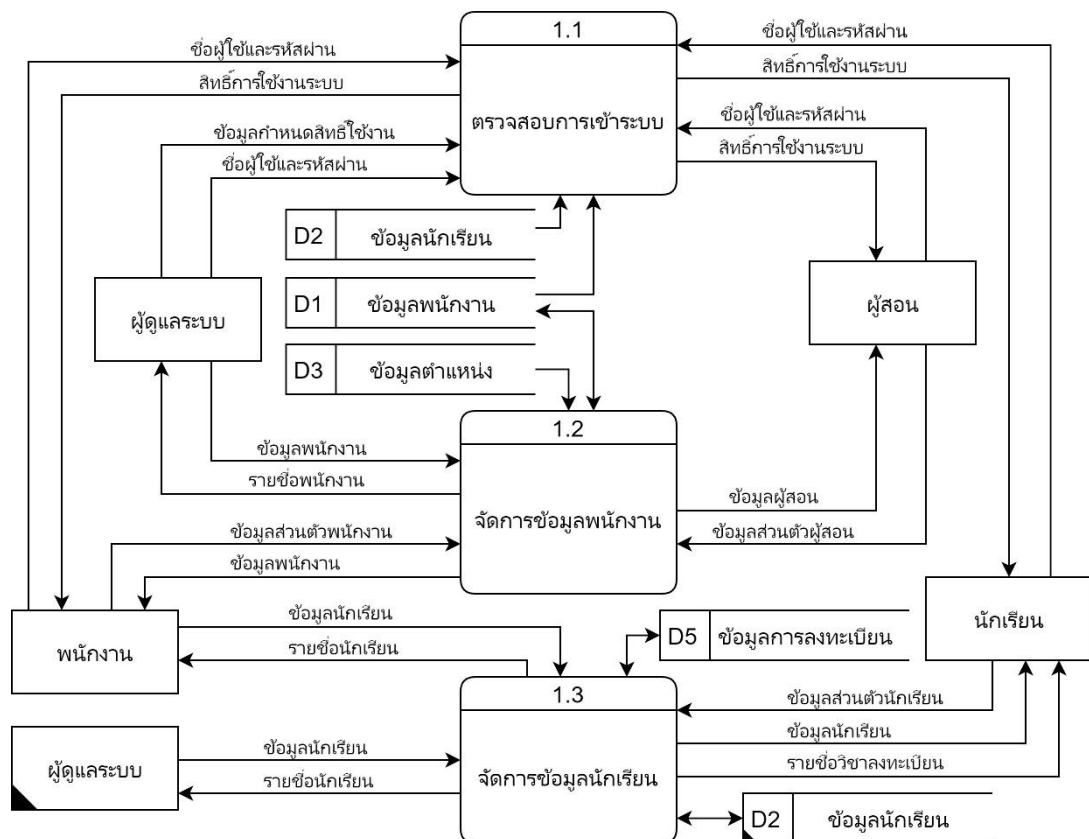 1.1
ตรวจสอบการเข้าระบบ
ชื่อผู้ใช้และรหัสผ่าน
สิทธิ์การใช้งานระบบ
ข้อมูลกำหนดสิทธิ์ใช้งาน
ชื่อผู้ใช้และรหัสผ่าน
ชื่อผู้ใช้และรหัสผ่าน
สิทธิ์การใช้งานระบบ
ชื่อผู้ใช้และรหัสผ่าน
สิทธิ์การใช้งานระบบ
D2 ข้อมูลนักเรียน
D1 ข้อมูลพนักงาน
D3 ข้อมูลตำแหน่ง
ผู้ดูแลระบบ
ผู้สอน
1.2
จัดการข้อมูลพนักงาน
ข้อมูลพนักงาน
รายชื่อพนักงาน
ข้อมูลส่วนตัวพนักงาน
ข้อมูลพนักงาน
ข้อมูลผู้สอน
ข้อมูลส่วนตัวผู้สอน
พนักงาน
นักเรียน
ข้อมูลนักเรียน
รายชื่อนักเรียน
D5 ข้อมูลการลงทะเบียน
1.3
จัดการข้อมูลนักเรียน
ข้อมูลส่วนตัวนักเรียน
ข้อมูลนักเรียน
รายชื่อวิชาลงทะเบียน
ผู้ดูแลระบบ
ข้อมูลนักเรียน
รายชื่อนักเรียน
D2 ข้อมูลนักเรียน